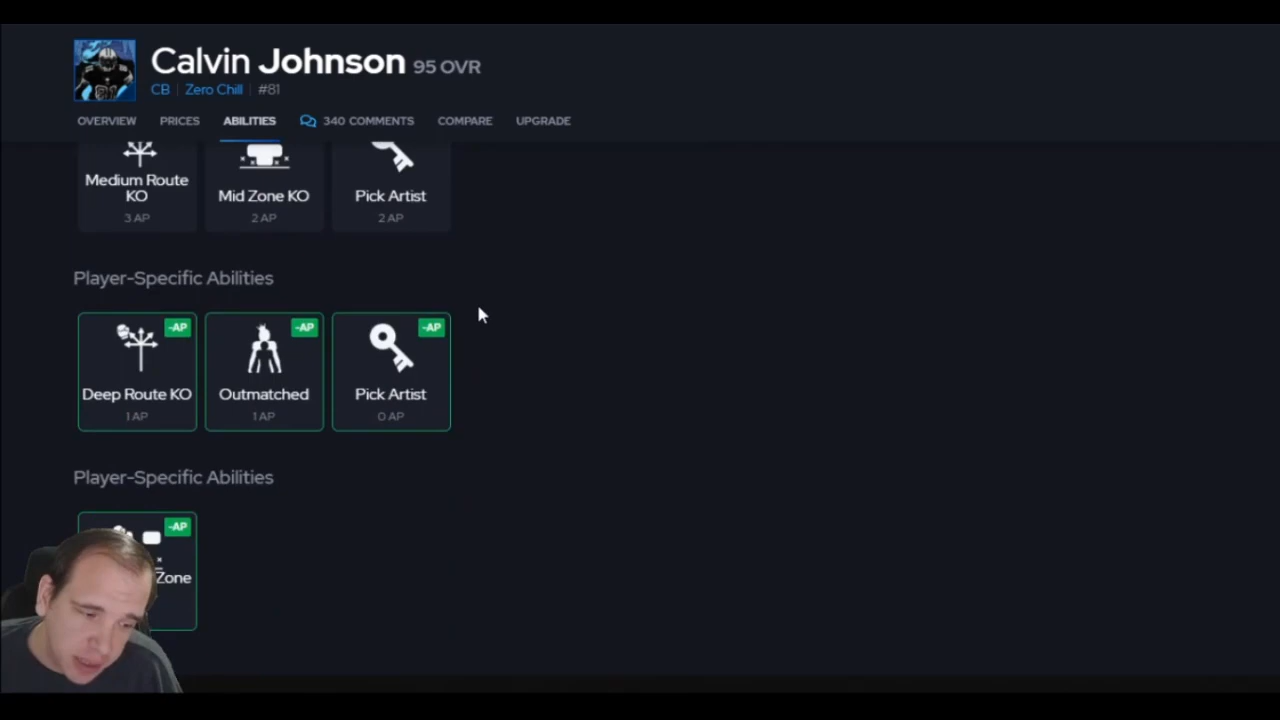 Calvin Johnson 95 OVR
CB | Zero Chill | #81
OVERVIEW PRICES ABILITIES 340 COMMENTS COMPARE UPGRADE
Medium Route KO
3 AP
Mid Zone KO
2 AP
Pick Artist
2 AP
Player-Specific Abilities
-AP
Deep Route KO
1 AP
-AP
Outmatched
1 AP
-AP
Pick Artist
0 AP
Player-Specific Abilities
-AP
Zone